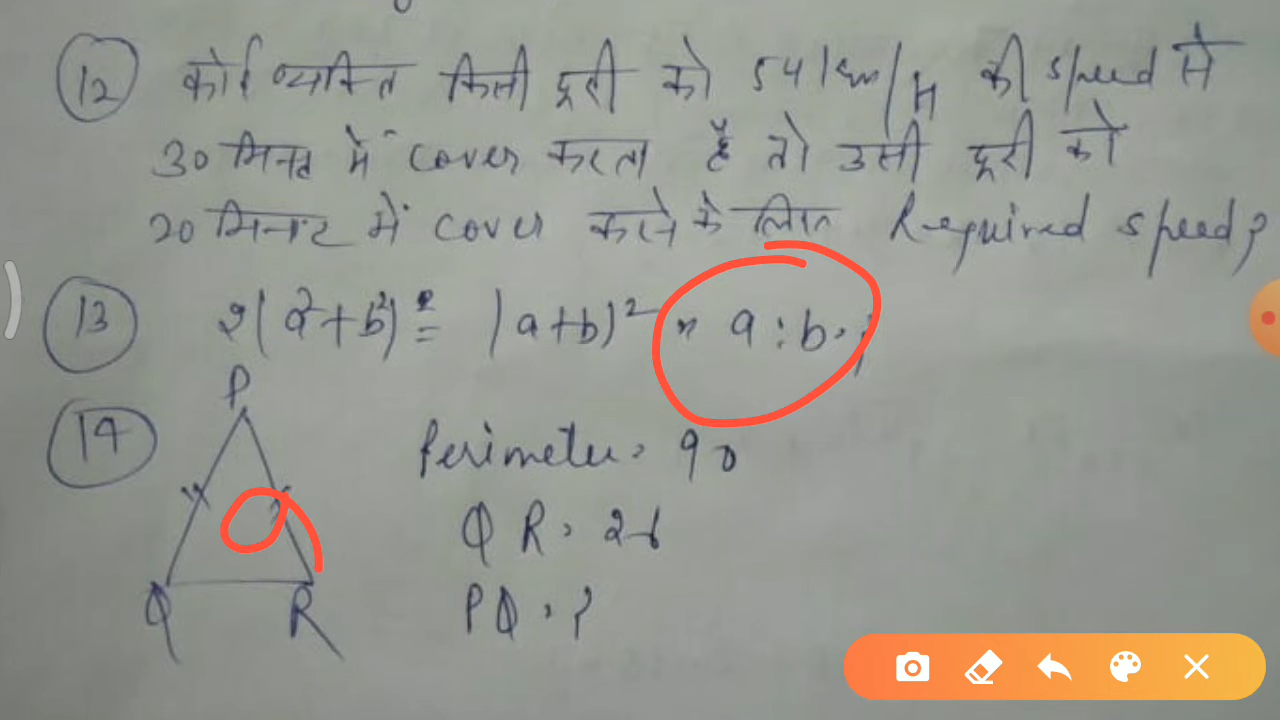 12 कोई व्यक्ति किसी दूरी को 54 km/H की speed से
30 मिनट में cover करता है तो उसी दूरी को
20 मिनट में cover करने के लिए Required speed?
13 2(a²+b²) = (a+b)² a:b
P
14 Perimeter = 90
QR = 26
Q R PQ = ?